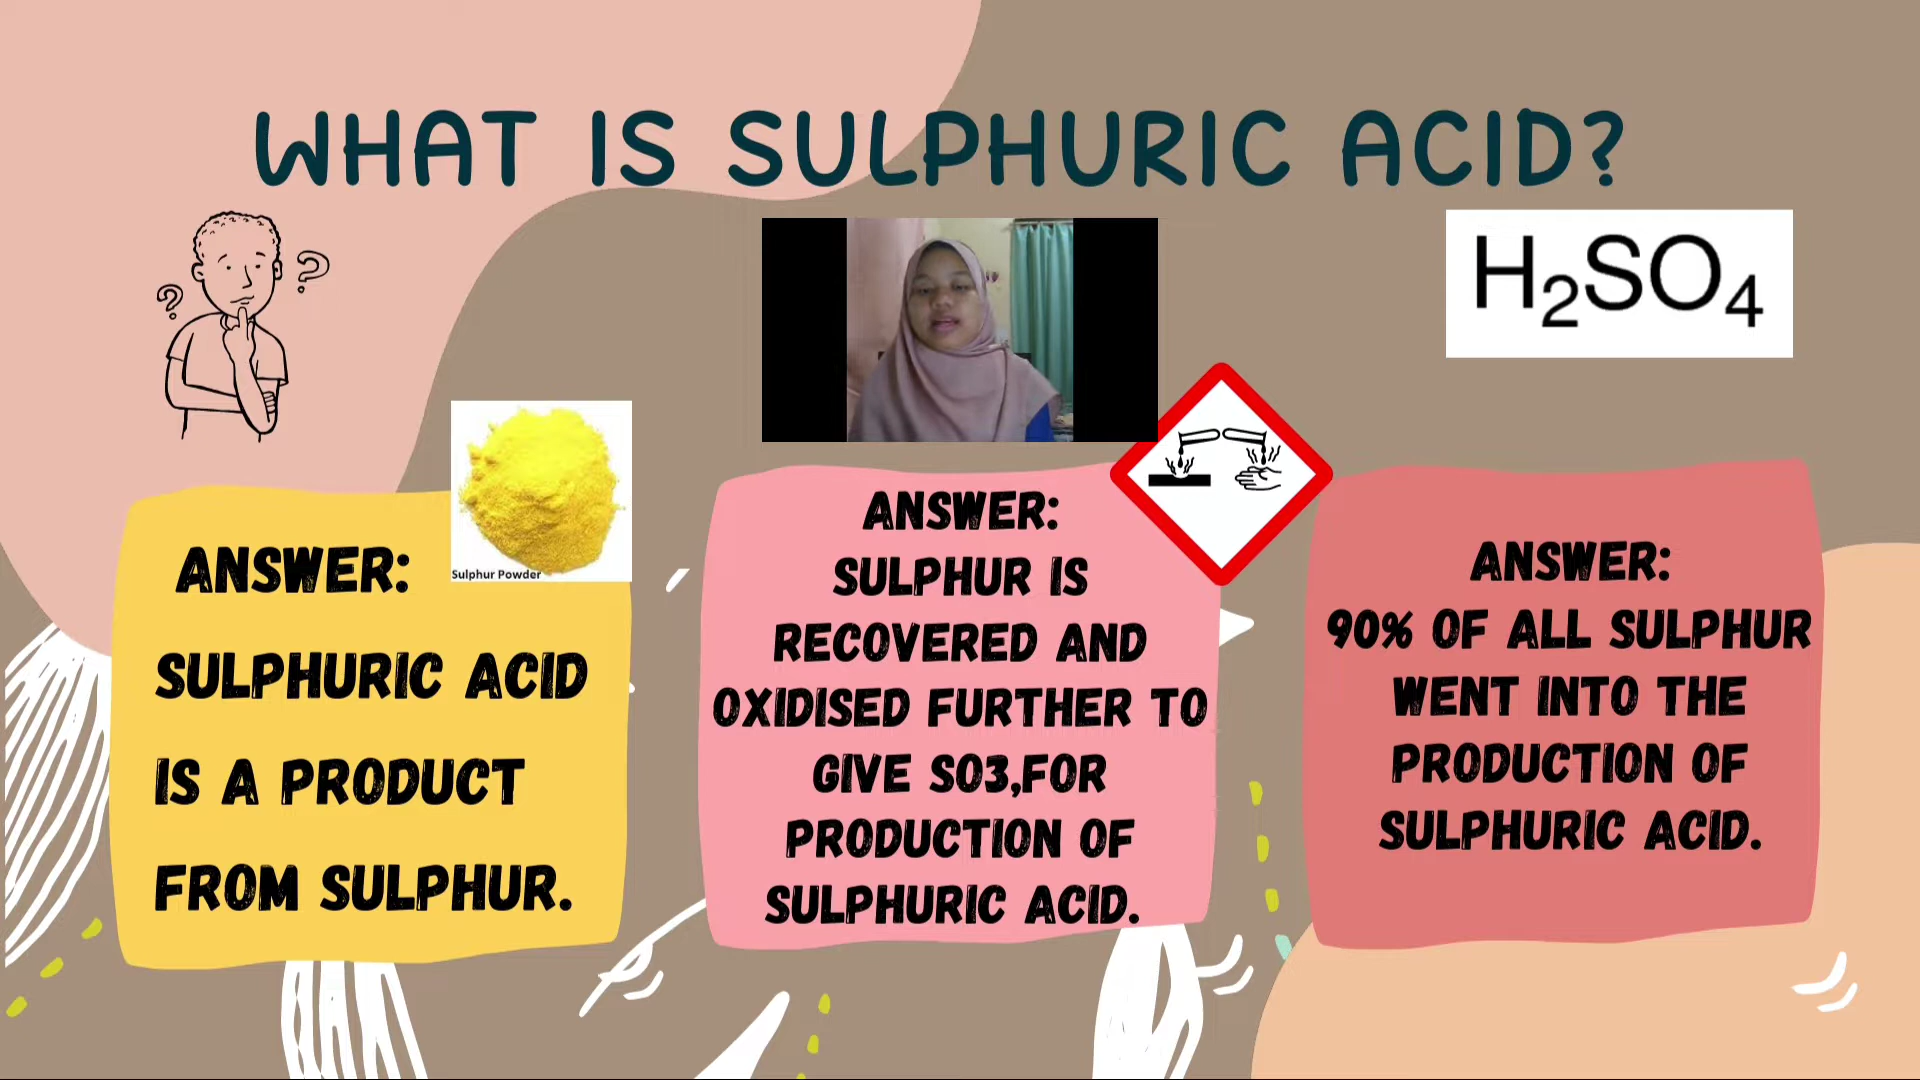 WHAT IS SULPHURIC ACID?
? ?
H2SO4
Sulphur Powder
ANSWER:
SULPHURIC ACID
IS A PRODUCT
FROM SULPHUR.
ANSWER:
SULPHUR IS
RECOVERED AND
OXIDISED FURTHER TO
GIVE SO3,FOR
PRODUCTION OF
SULPHURIC ACID.
ANSWER:
90% OF ALL SULPHUR
WENT INTO THE
PRODUCTION OF
SULPHURIC ACID.